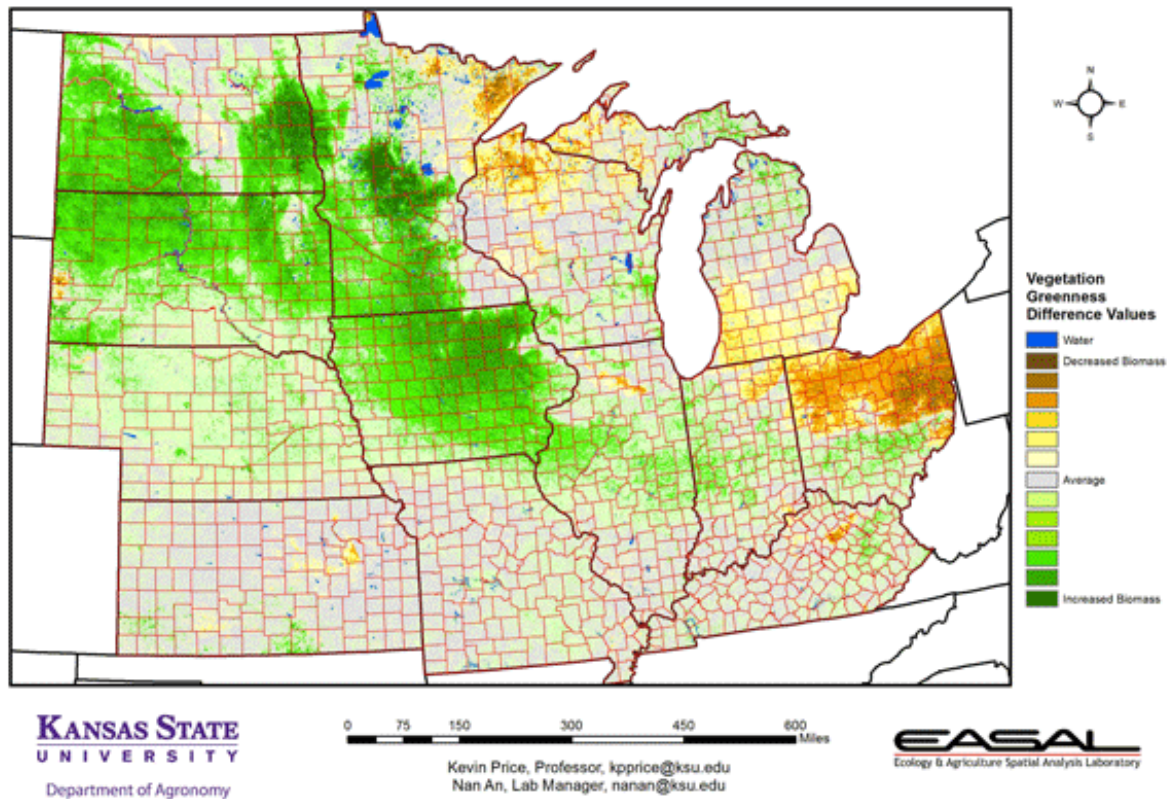 N
W E
S
Vegetation
Greenness
Difference Values
Water
Decreased Biomass
Average
Increased Biomass
KANSAS STATE
UNIVERSITY
Department of Agronomy
0 75 150 300 450 600
Miles
Kevin Price, Professor, kpprice@ksu.edu
Nan An, Lab Manager, nanan@ksu.edu
EASAL
Ecology & Agriculture Spatial Analysis Laboratory